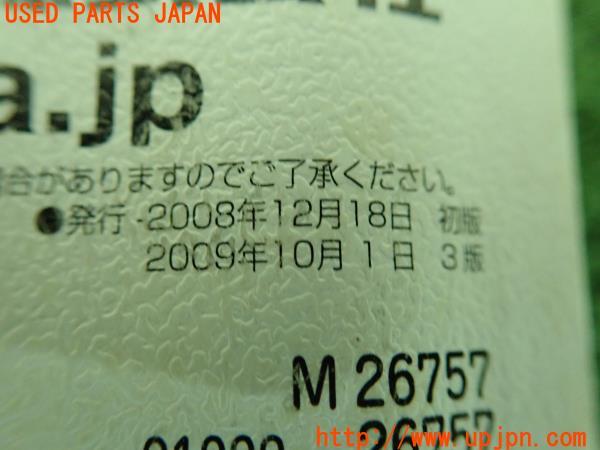 USED PARTS JAPAN
a.jp
場合がありますのでご了承ください。
●発行-2008年12月18日 初版
2009年10月1日 3版
M 26757
26757
http://www.upjpn.com